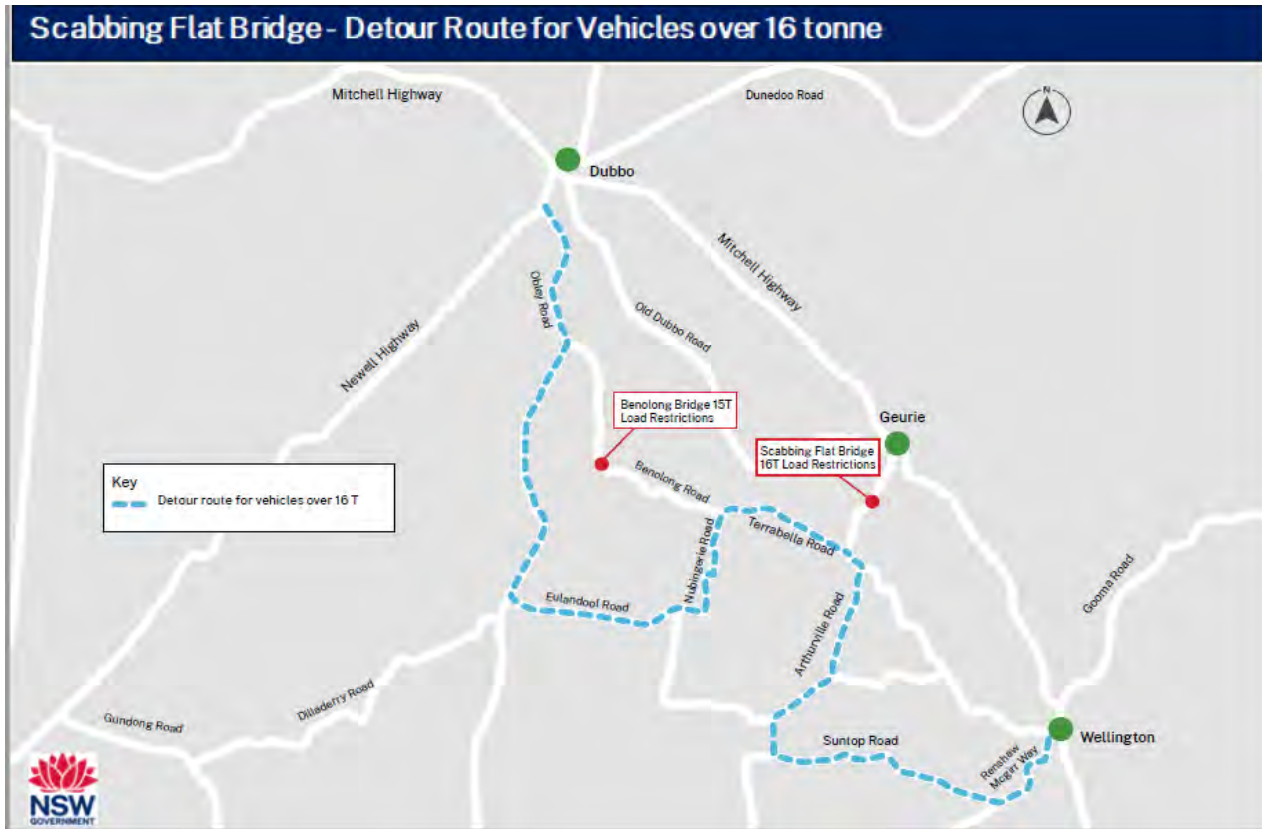 Scabbing Flat Bridge - Detour Route for Vehicles over 16 tonne
Mitchell Highway
Dunedoo Road
N
Dubbo
Mitchell Highway
Obley Road
Old Dubbo Road
Newell Highway
Benolong Bridge 15T
Load Restrictions
Geurie
Scabbing Flat Bridge
16T Load Restrictions
Key
Detour route for vehicles over 16 T
Benolong Road
Terrabella Road
Nubingerie Road
Gooma Road
Eulandool Road
Arthurville Road
Dilladerry Road
Gundong Road
Suntop Road
Renshaw
Mcgirr Way
Wellington
NSW
GOVERNMENT